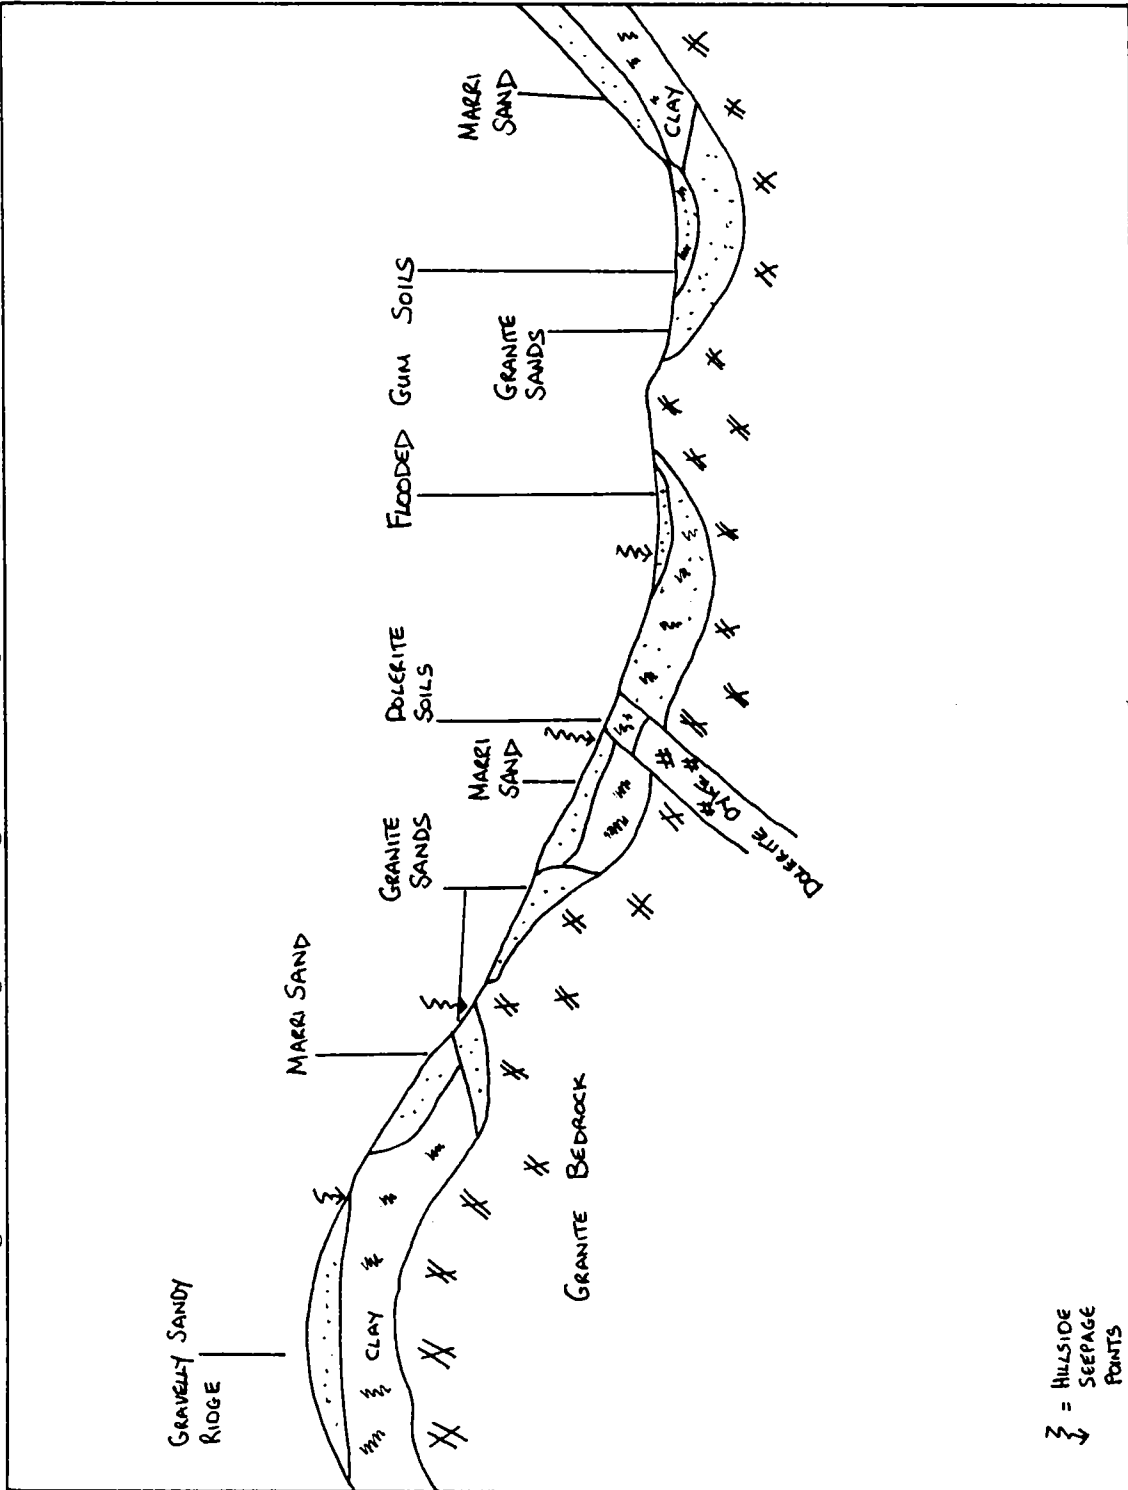 GRAVELLY SANDY
RIDGE
CLAY
MARRI SAND
GRANITE BEDROCK
GRANITE
SANDS
MARRI
SAND
DOLERITE
SOILS
DOLERITE DYKE
FLOODED GUM SOILS
GRANITE
SANDS
MARRI
SAND
CLAY
= HILLSIDE
SEEPAGE
POINTS